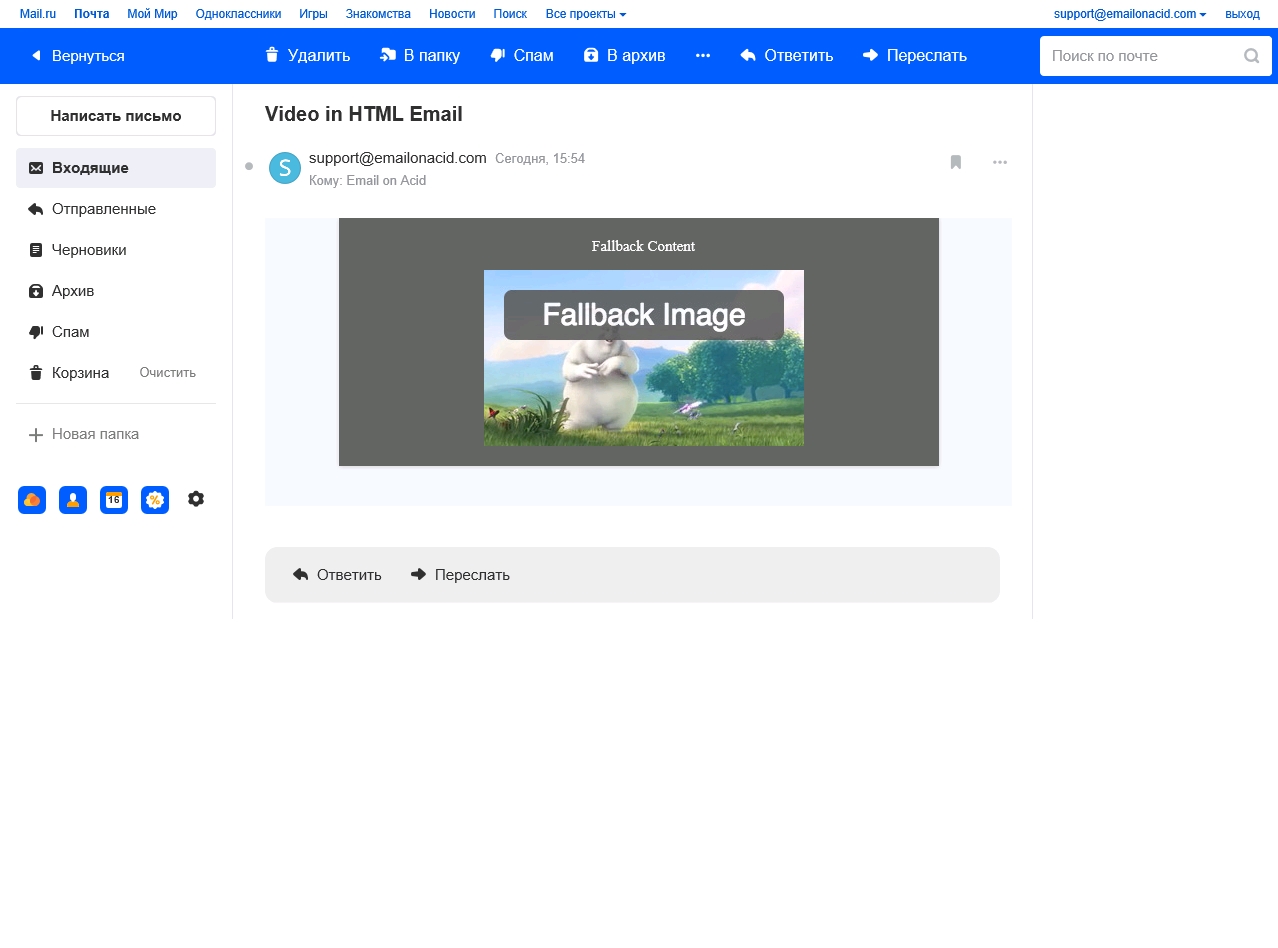 Mail.ru Почта Мой Мир Одноклассники Игры Знакомства Новости Поиск Все проекты support@emailonacid.com выход
Вернуться Удалить В папку Спам В архив Ответить Переслать Поиск по почте
Написать письмо
Входящие
Отправленные
Черновики
Архив
Спам
Корзина Очистить
Новая папка
16 %
Video in HTML Email
S support@emailonacid.com Сегодня, 15:54
Кому: Email on Acid
Fallback Content
Fallback Image
Ответить Переслать